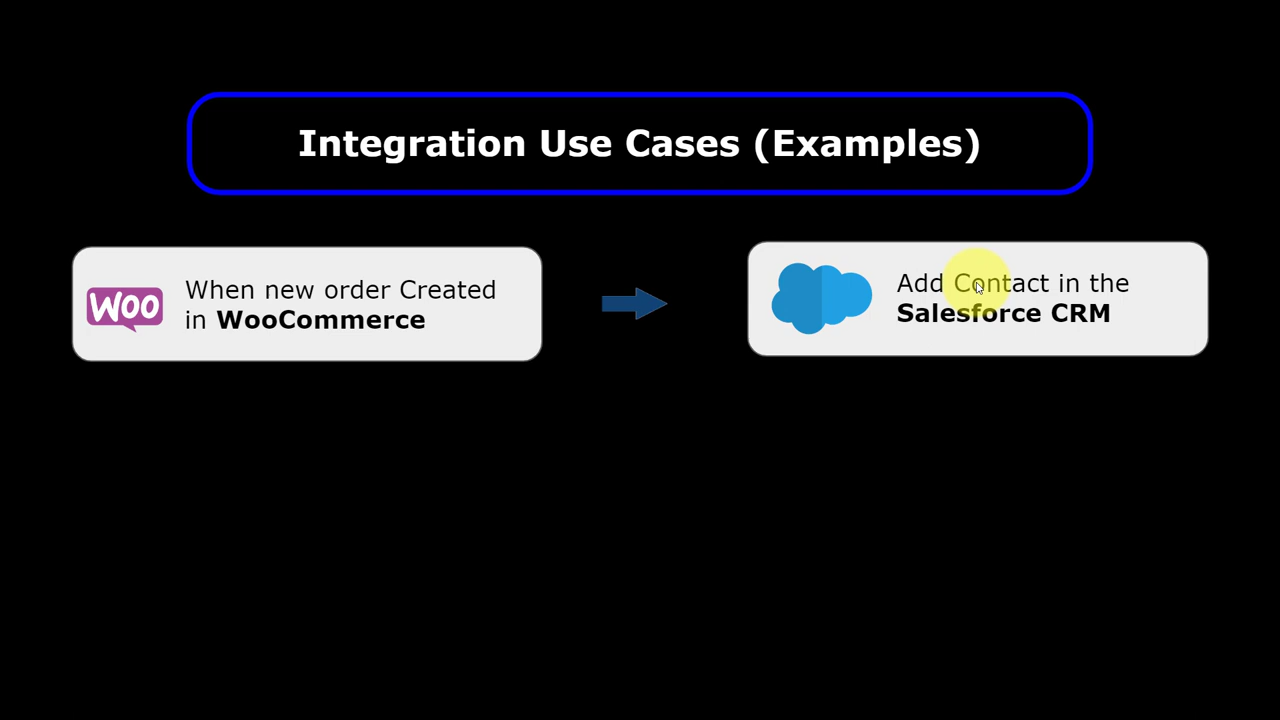 Integration Use Cases (Examples)
WOO
When new order Created
in WooCommerce
Add Contact in the
Salesforce CRM